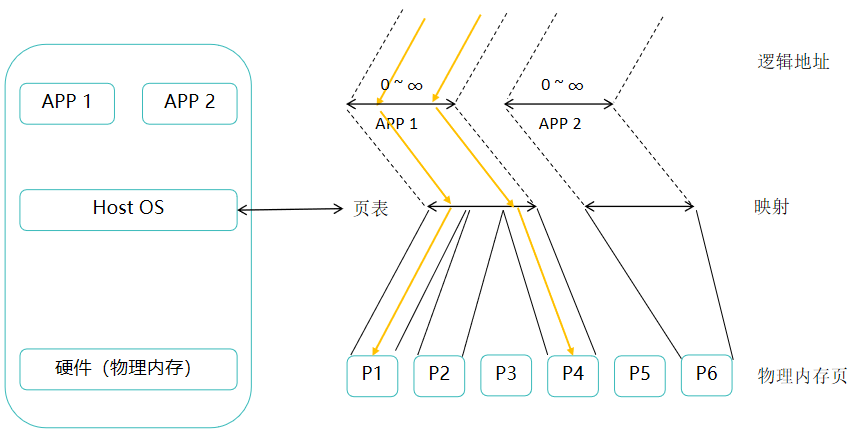 APP 1
APP 2
Host OS
硬件（物理内存）
0 ~ ∞
0 ~ ∞
逻辑地址
APP 1
APP 2
页表
映射
P1
P2
P3
P4
P5
P6
物理内存页